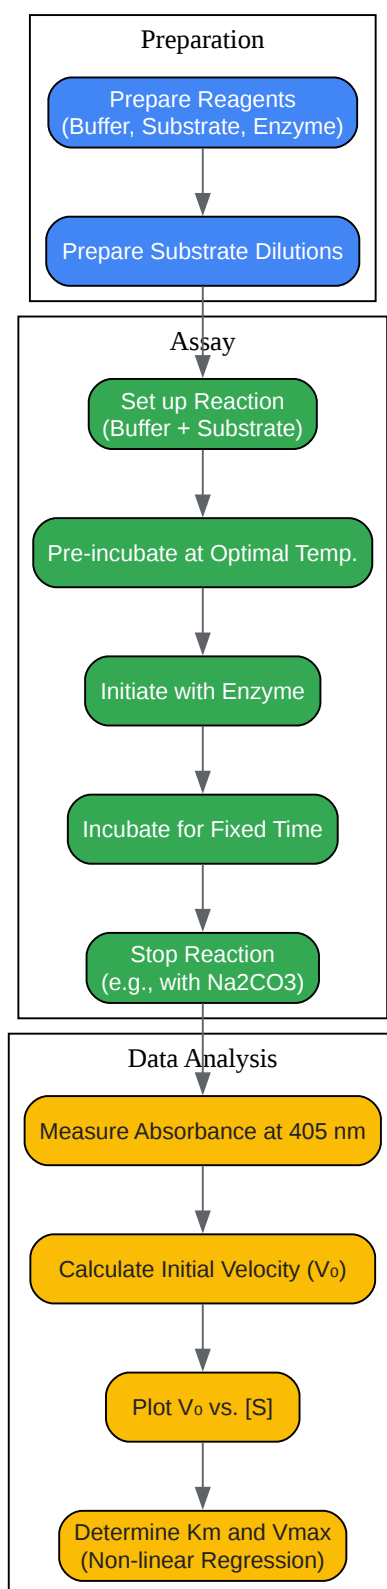 Preparation
Prepare Reagents
(Buffer, Substrate, Enzyme)
Prepare Substrate Dilutions
Assay
Set up Reaction
(Buffer + Substrate)
Pre-incubate at Optimal Temp.
Initiate with Enzyme
Incubate for Fixed Time
Stop Reaction
(e.g., with Na2CO3)
Data Analysis
Measure Absorbance at 405 nm
Calculate Initial Velocity (V₀)
Plot V₀ vs. [S]
Determine Km and Vmax
(Non-linear Regression)